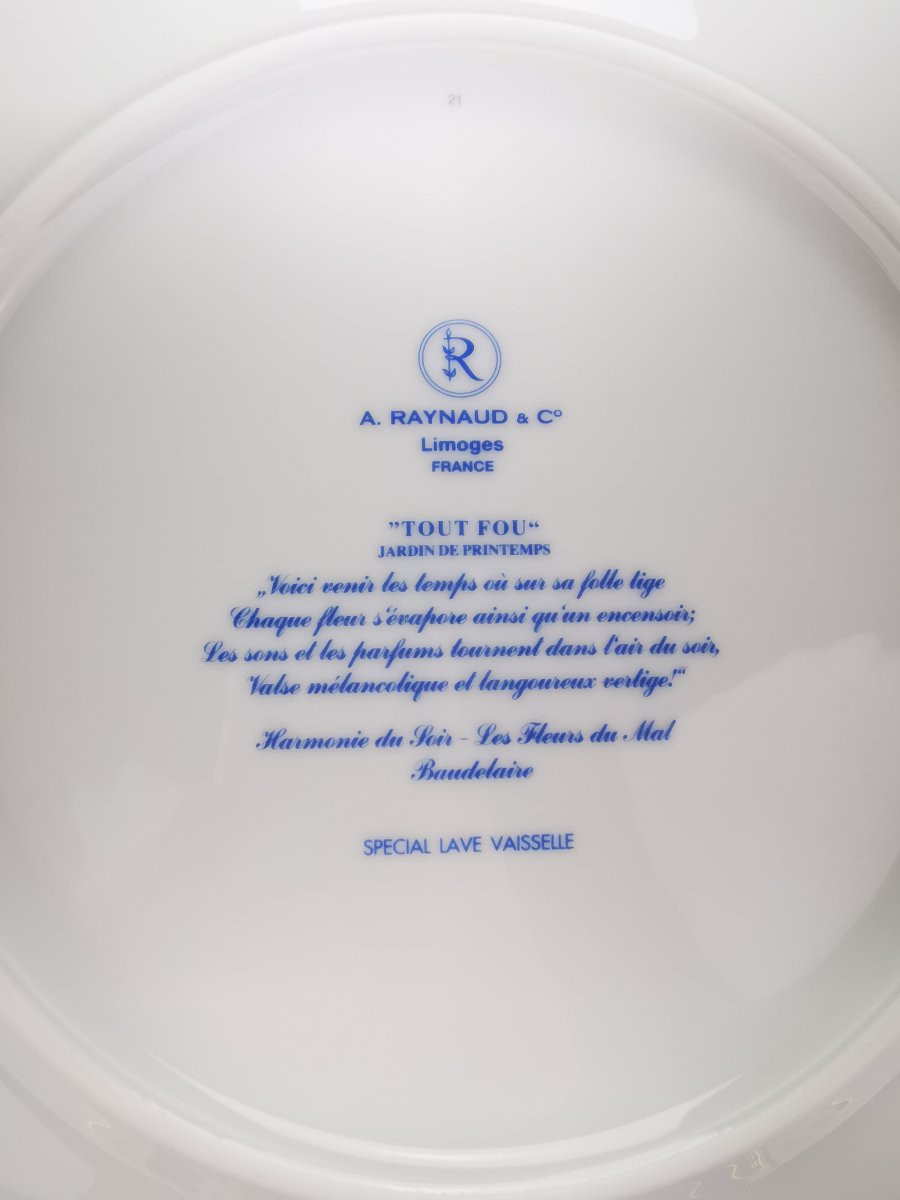 21
R
A. RAYNAUD & Cº
Limoges
FRANCE
”TOUT FOU“
JARDIN DE PRINTEMPS
„Voici venir les temps où sur sa folle tige
Chaque fleur s'évapore ainsi qu'un encensoir;
Les sons et les parfums tournent dans l'air du soir,
Valse mélancolique et langoureux vertige!“
Harmonie du Soir - Les Fleurs du Mal
Baudelaire
SPECIAL LAVE VAISSELLE